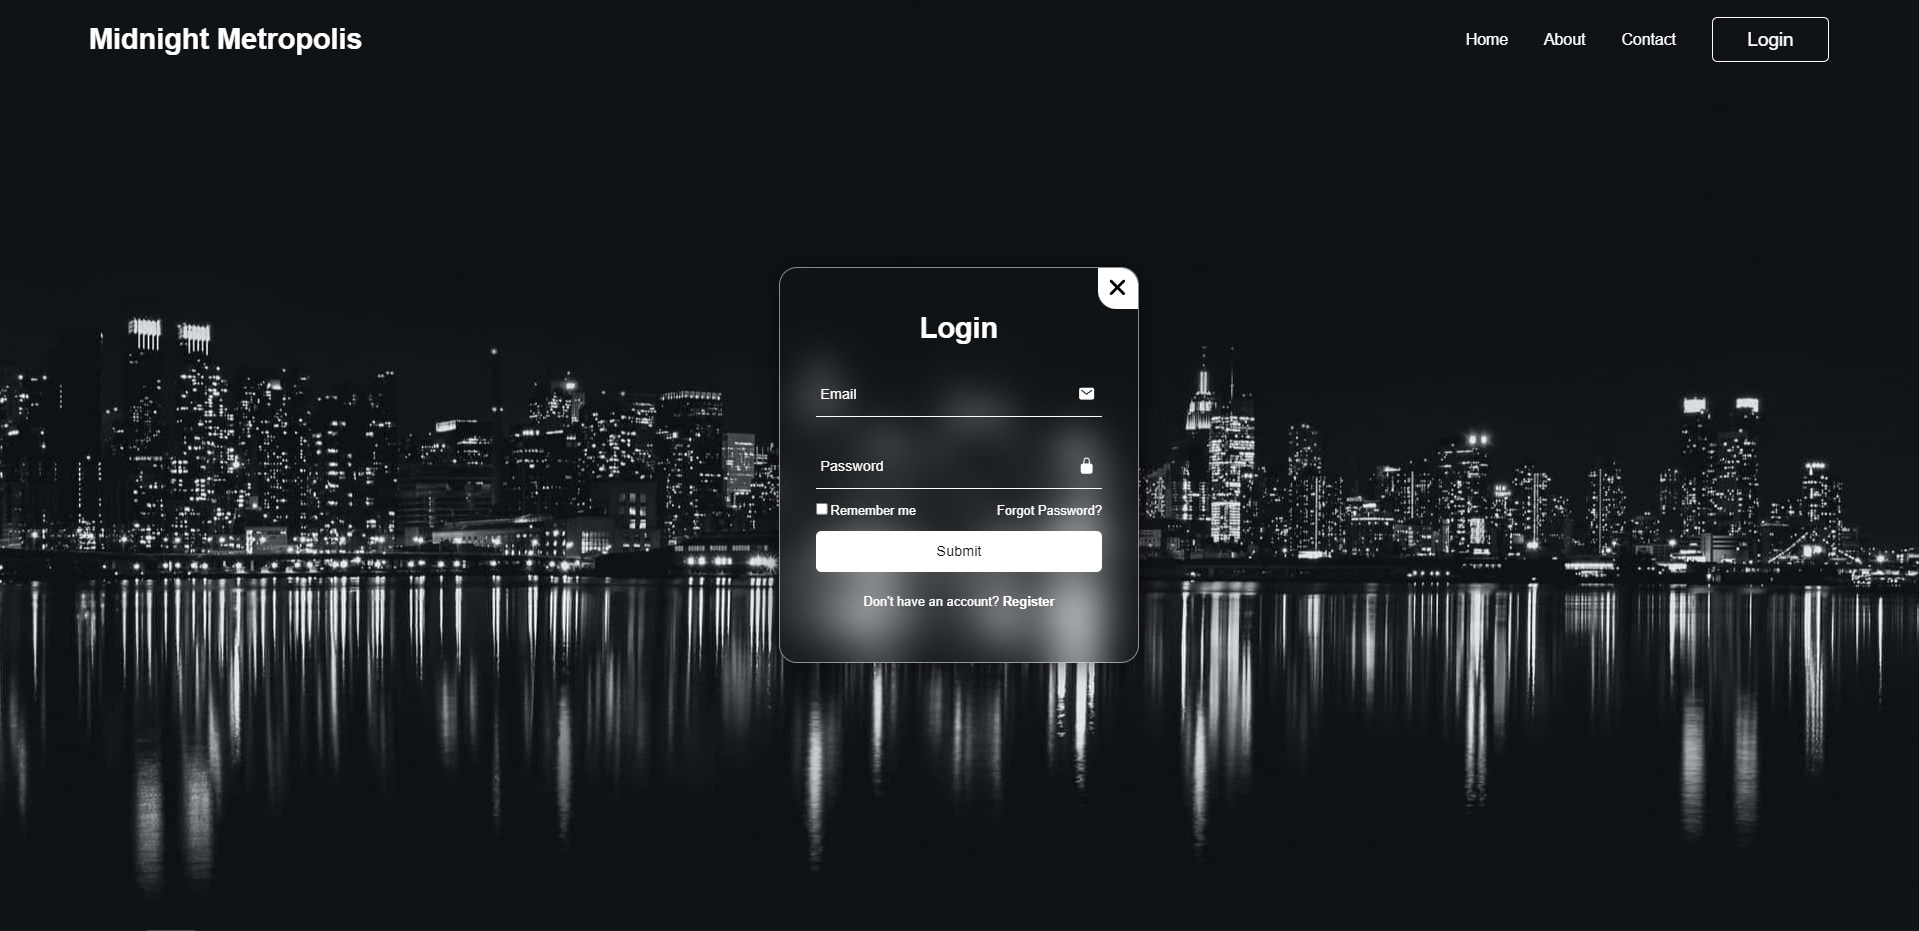 Midnight Metropolis
Home About Contact Login
Login
Email
Password
Remember me Forgot Password?
Submit
Don't have an account? Register